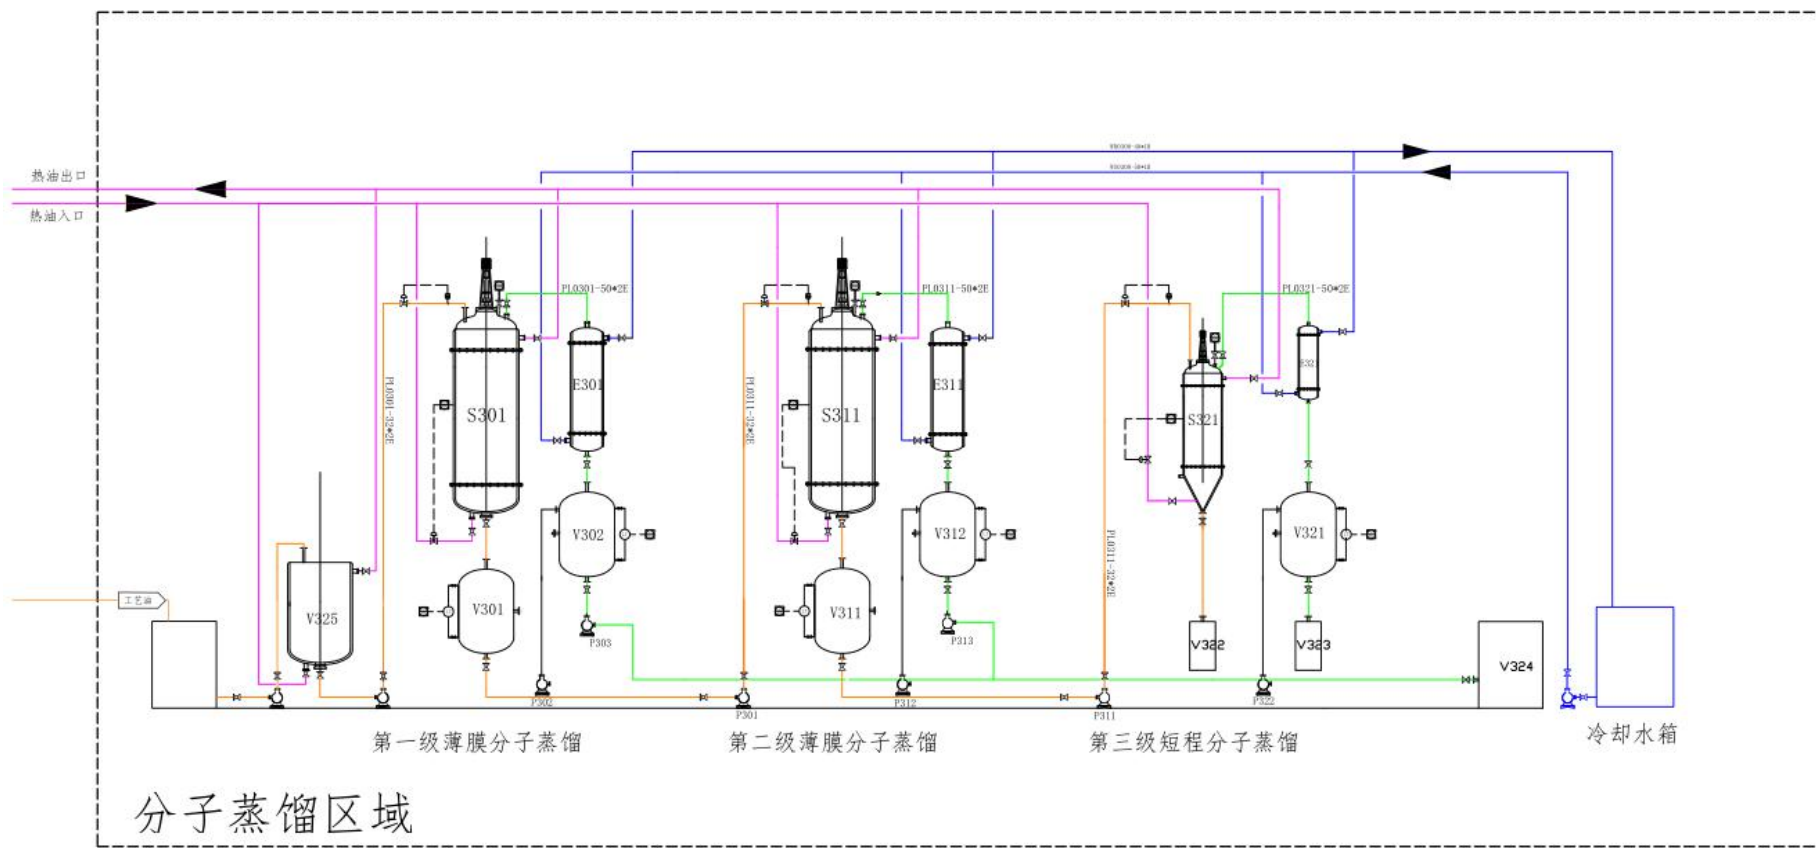 热油出口
热油入口
PL0301-50*2E
PL0311-50*2E
PL0321-50*2E
PL0301-32*2E
PL0311-32*2E
PL0311-32*2E
S301
E301
S311
E311
S321
E321
V302
V312
V321
V325
V301
V311
工艺油
P303
P313
V322
V323
V324
P302
P301
P312
P311
P322
第一级薄膜分子蒸馏
第二级薄膜分子蒸馏
第三级短程分子蒸馏
冷却水箱
分子蒸馏区域